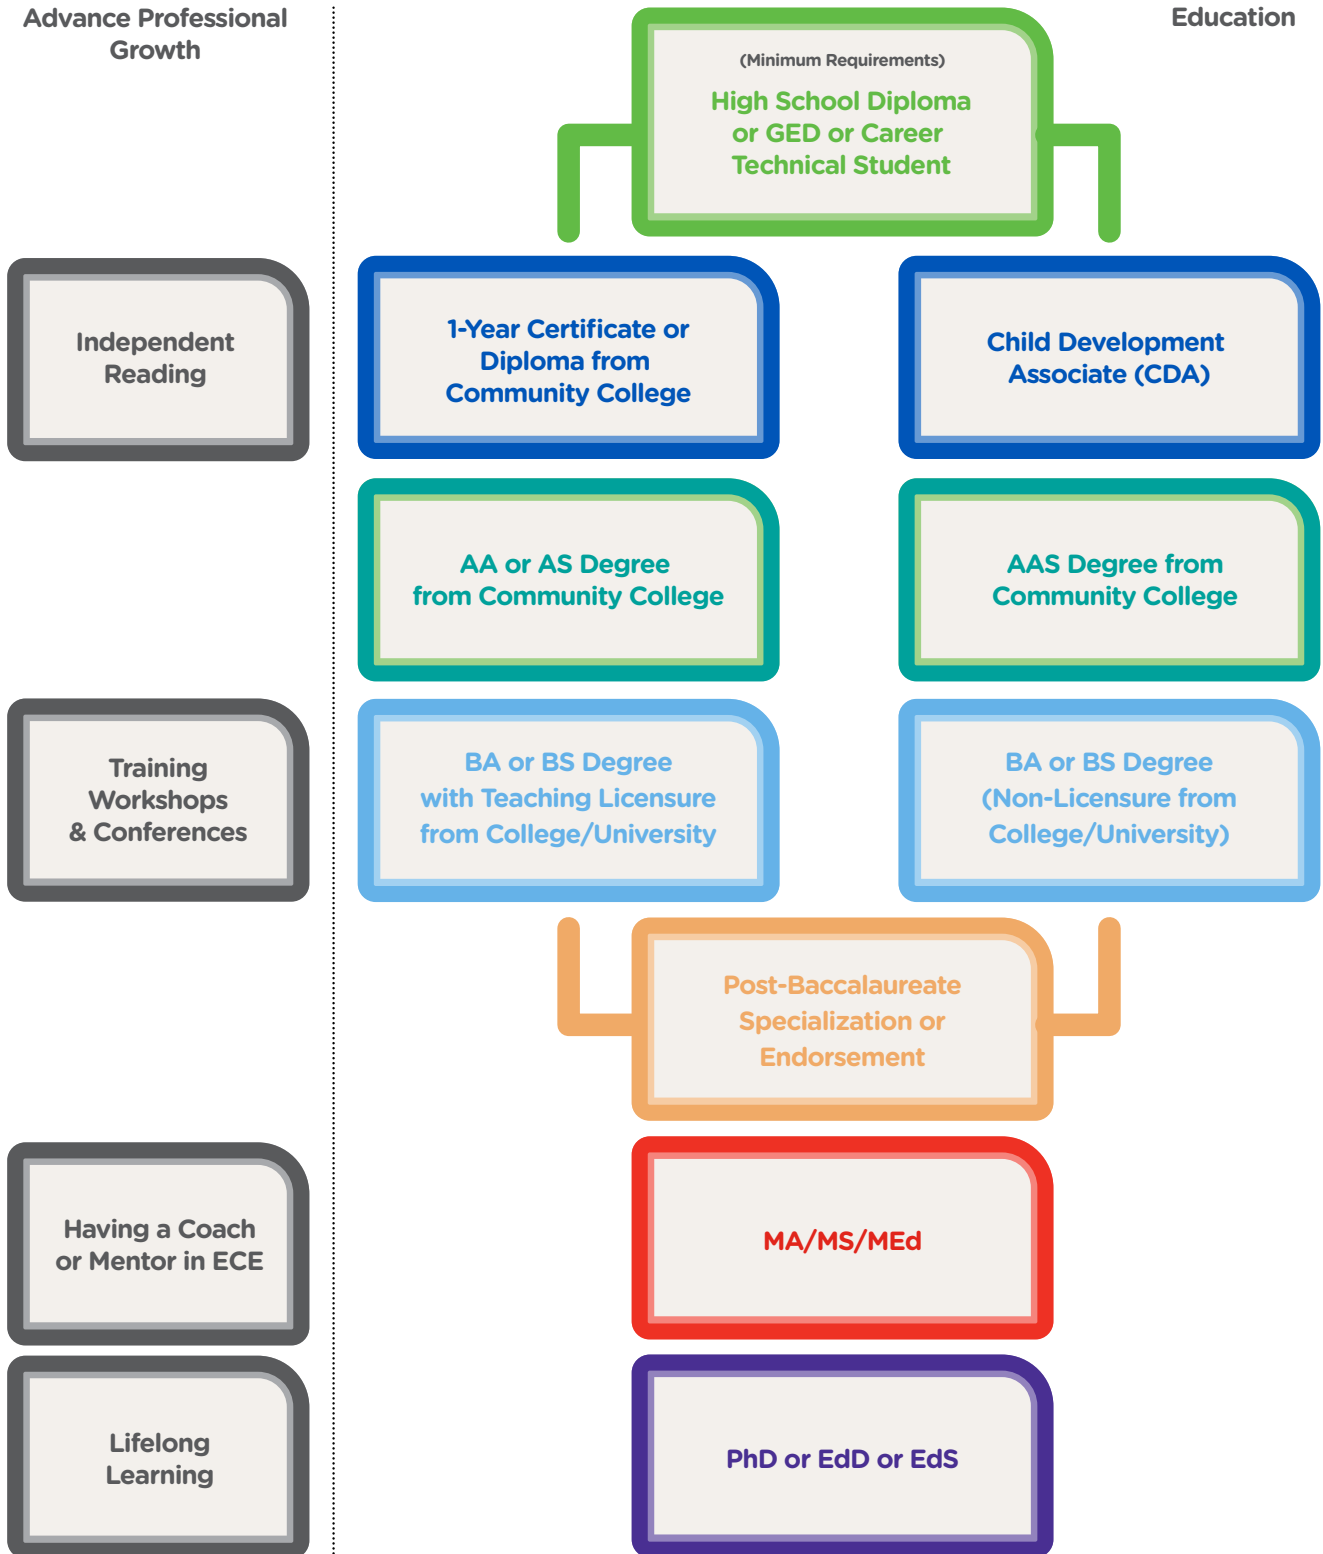 Advance Professional
Growth
Education
(Minimum Requirements)
High School Diploma
or GED or Career
Technical Student
Independent
Reading
1-Year Certificate or
Diploma from
Community College
Child Development
Associate (CDA)
AA or AS Degree
from Community College
AAS Degree from
Community College
Training
Workshops
& Conferences
BA or BS Degree
with Teaching Licensure
from College/University
BA or BS Degree
(Non-Licensure from
College/University)
Post-Baccalaureate
Specialization or
Endorsement
Having a Coach
or Mentor in ECE
MA/MS/MEd
Lifelong
Learning
PhD or EdD or EdS